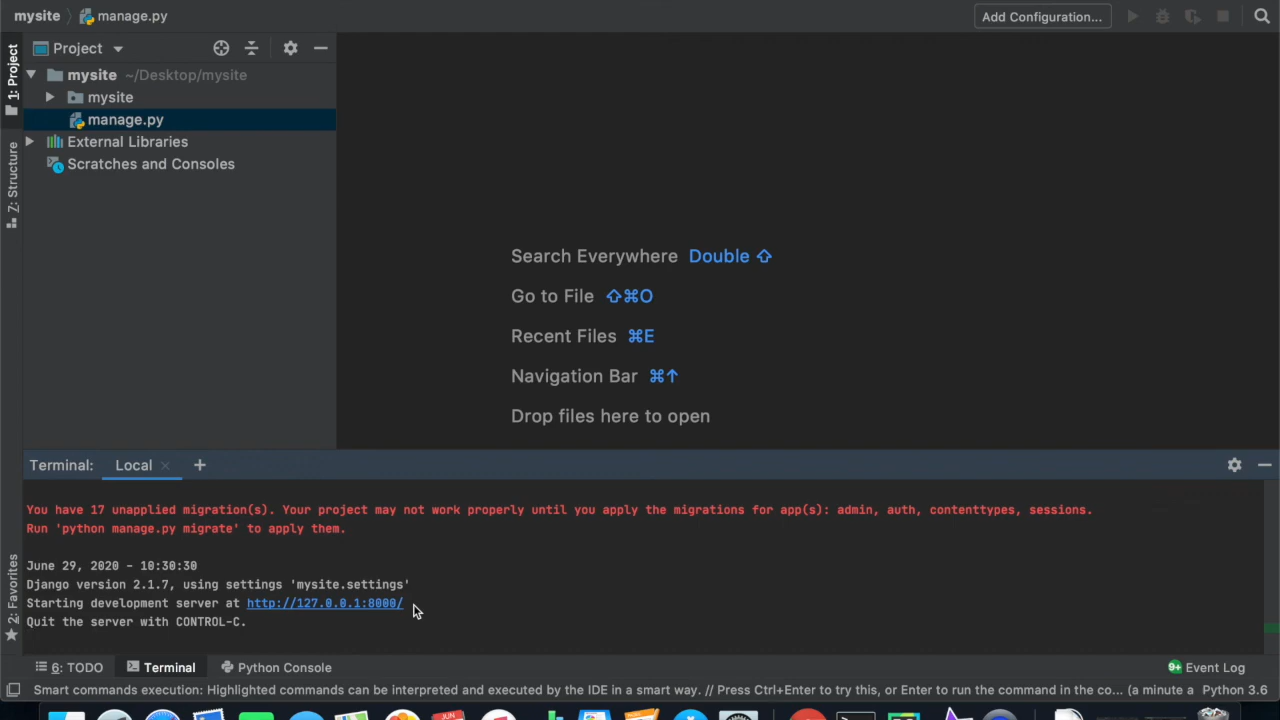 mysite manage.py Add Configuration...
1: Project
Project
mysite ~/Desktop/mysite
mysite
manage.py
External Libraries
Scratches and Consoles
Z: Structure
Search Everywhere Double ⇧
Go to File ⇧⌘O
Recent Files ⌘E
Navigation Bar ⌘↑
Drop files here to open
Terminal: Local × +
You have 17 unapplied migration(s). Your project may not work properly until you apply the migrations for app(s): admin, auth, contenttypes, sessions.
Run 'python manage.py migrate' to apply them.
June 29, 2020 - 10:30:30
Django version 2.1.7, using settings 'mysite.settings'
Starting development server at http://127.0.0.1:8000/
Quit the server with CONTROL-C.
2: Favorites
6: TODO Terminal Python Console 9+ Event Log
Smart commands execution: Highlighted commands can be interpreted and executed by the IDE in a smart way. // Press Ctrl+Enter to try this, or Enter to run the command in the co... (a minute a Python 3.6
JUN